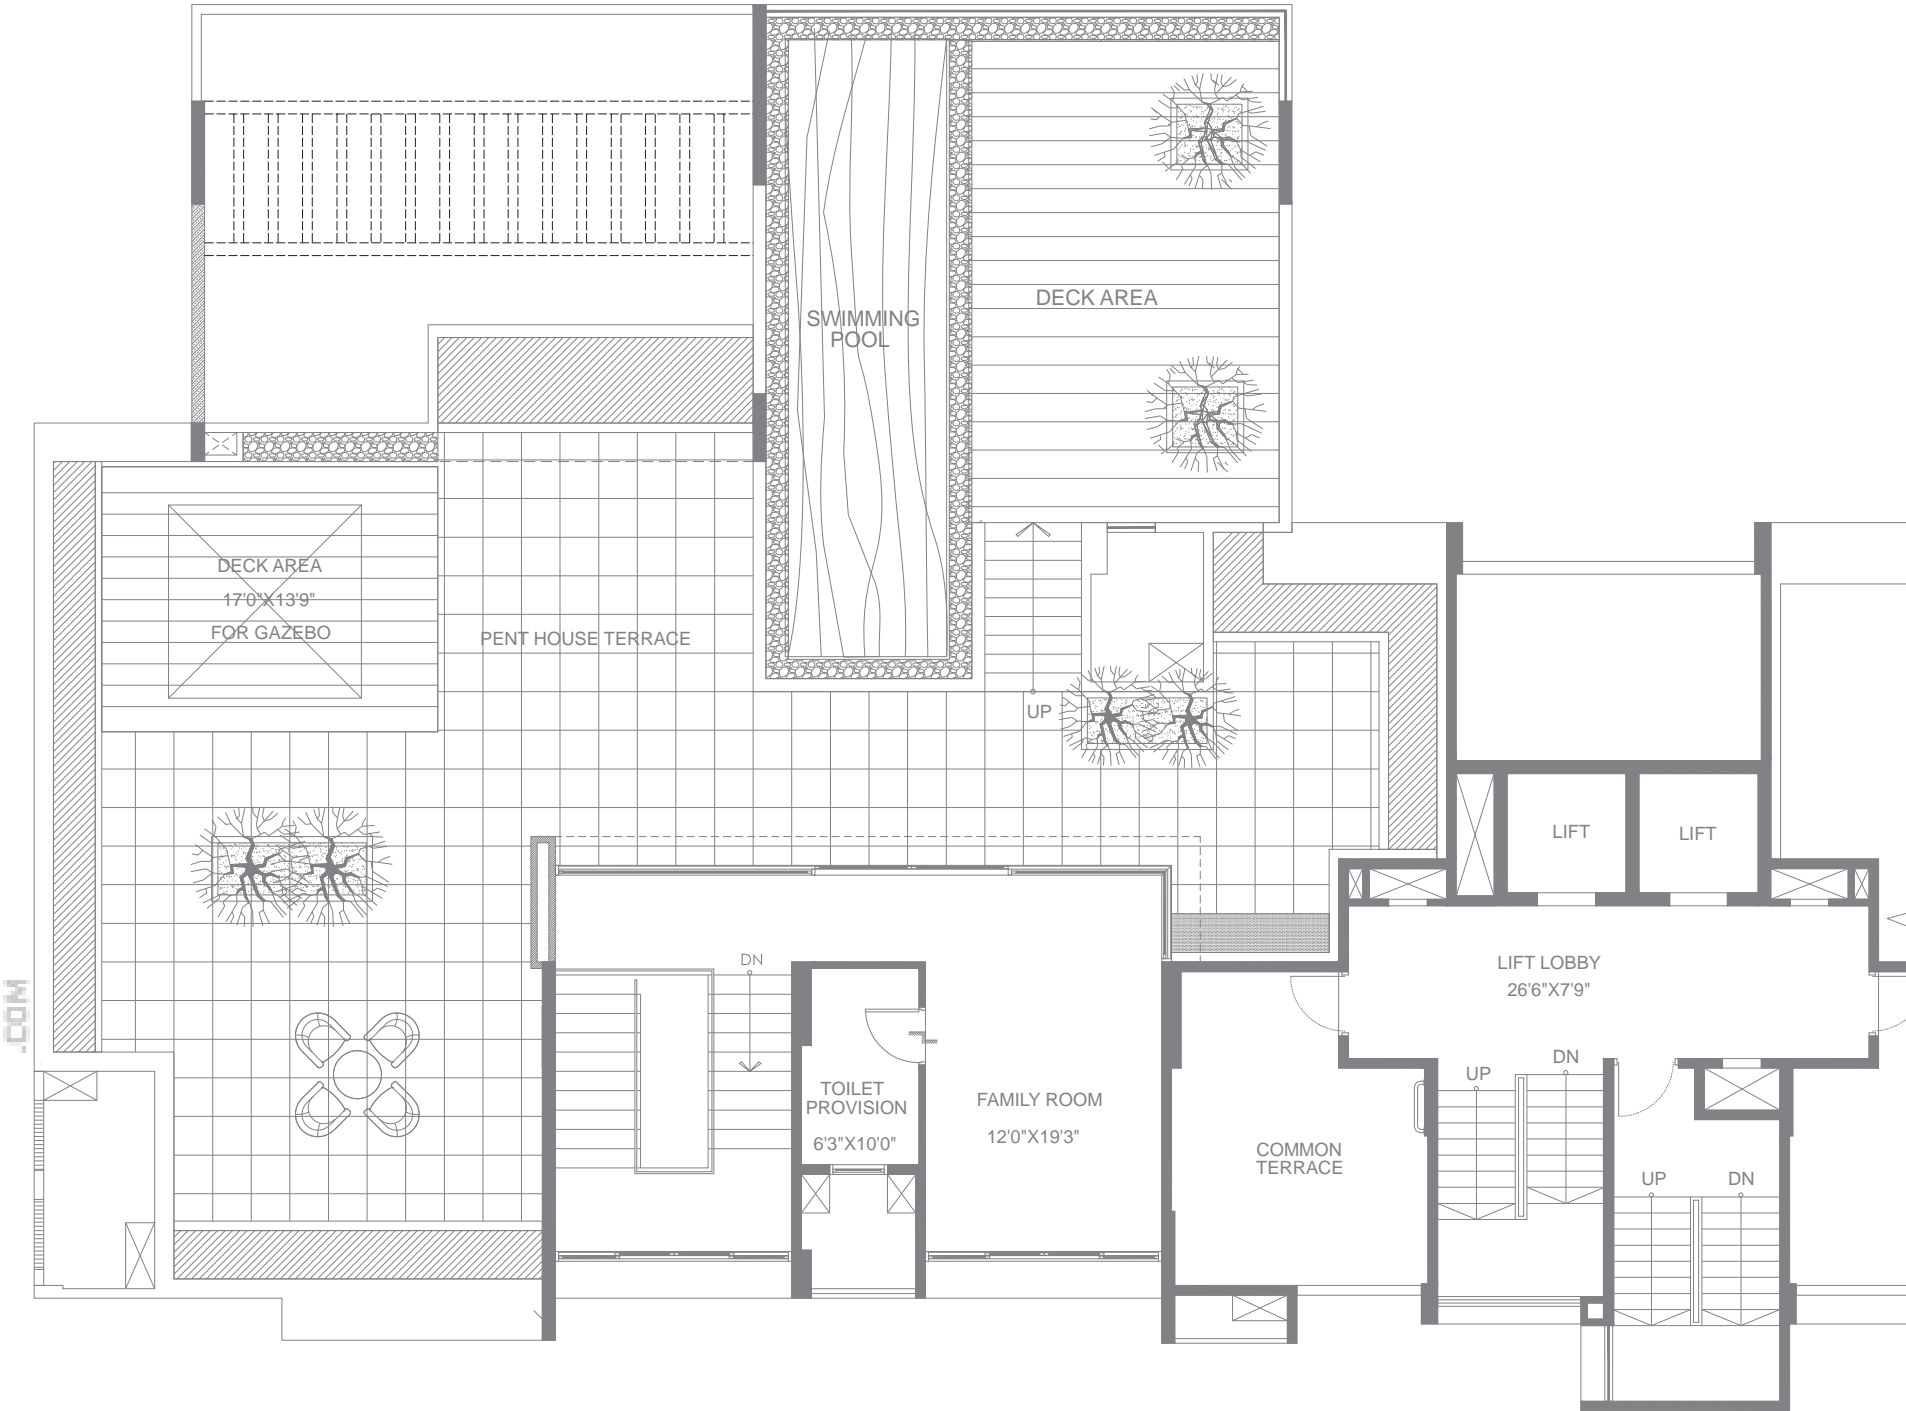 DECK AREA
SWIMMING
POOL
DECK AREA
17'0"X13'9"
FOR GAZEBO
PENT HOUSE TERRACE
UP
LIFT
LIFT
LIFT LOBBY
26'6"X7'9"
DN
.COM
UP
DN
TOILET
PROVISION
6'3"X10'0"
FAMILY ROOM
12'0"X19'3"
COMMON
TERRACE
UP
DN